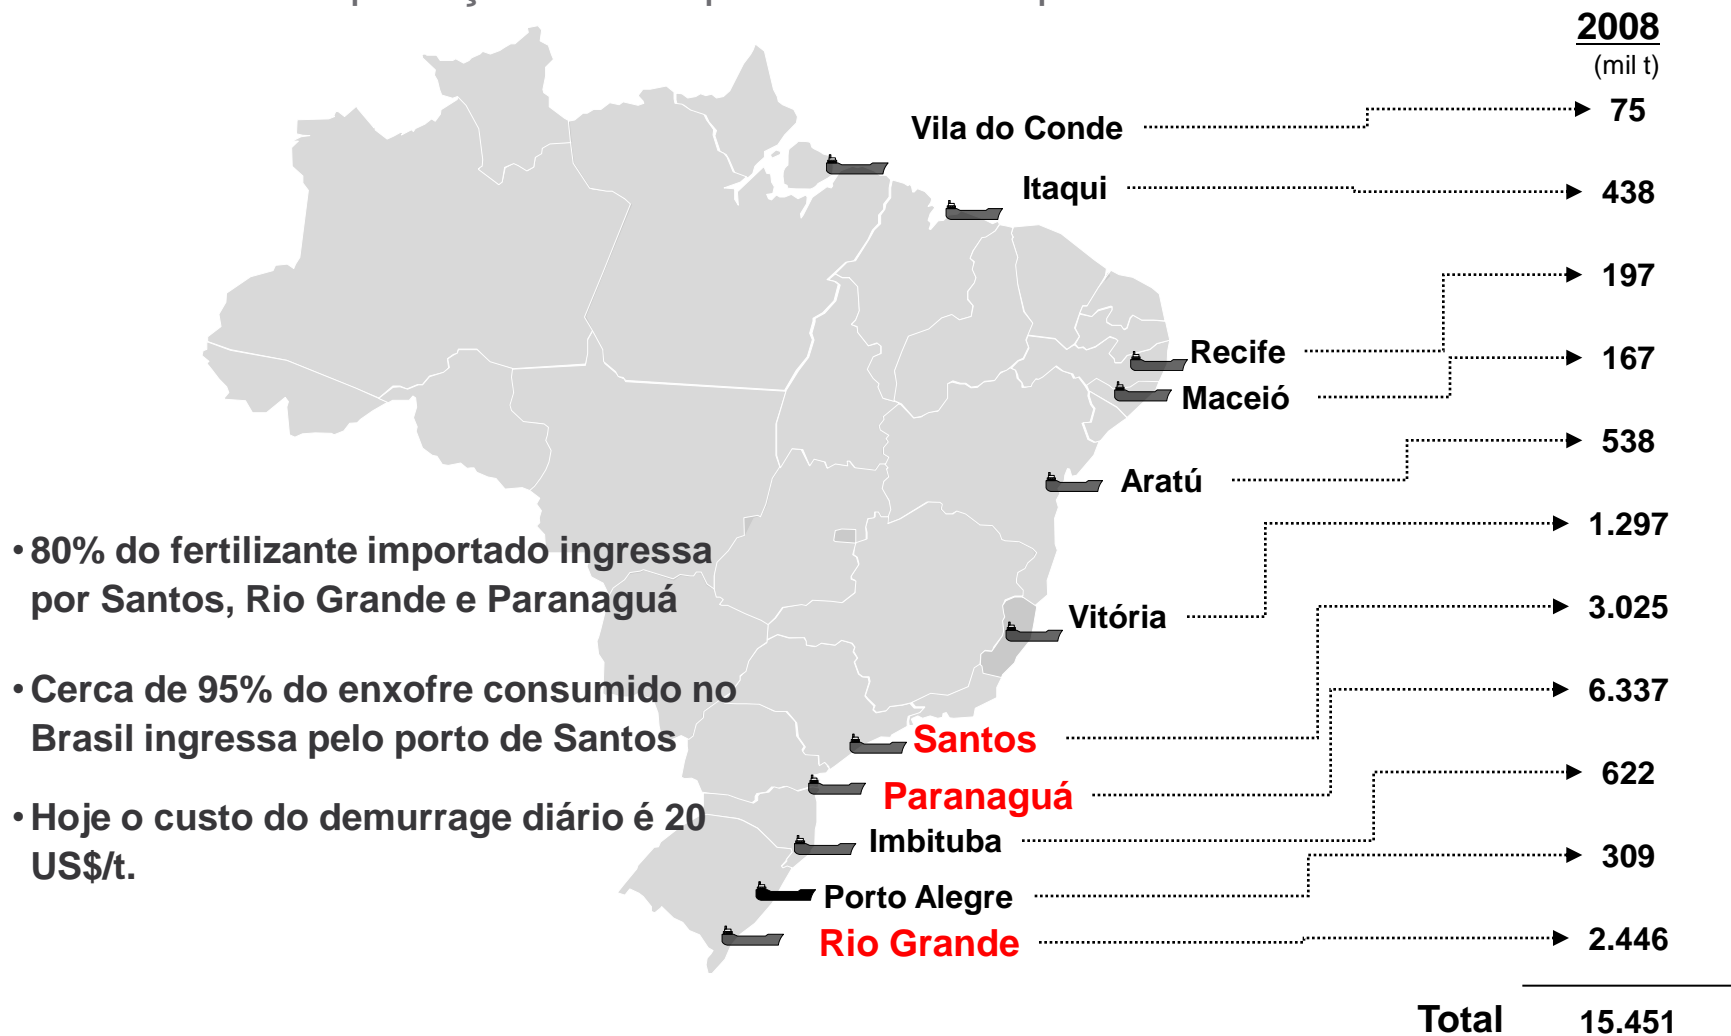 2008
(mil t)
Vila do Conde 75
Itaqui 438
197
Recife
167
Maceió
538
Aratú
1.297
• 80% do fertilizante importado ingressa
por Santos, Rio Grande e Paranaguá
Vitória
3.025
• Cerca de 95% do enxofre consumido no
Brasil ingressa pelo porto de Santos
6.337
Santos
622
Paranaguá
• Hoje o custo do demurrage diário é 20
US$/t.
Imbituba
309
Porto Alegre
Rio Grande 2.446
Total 15.451